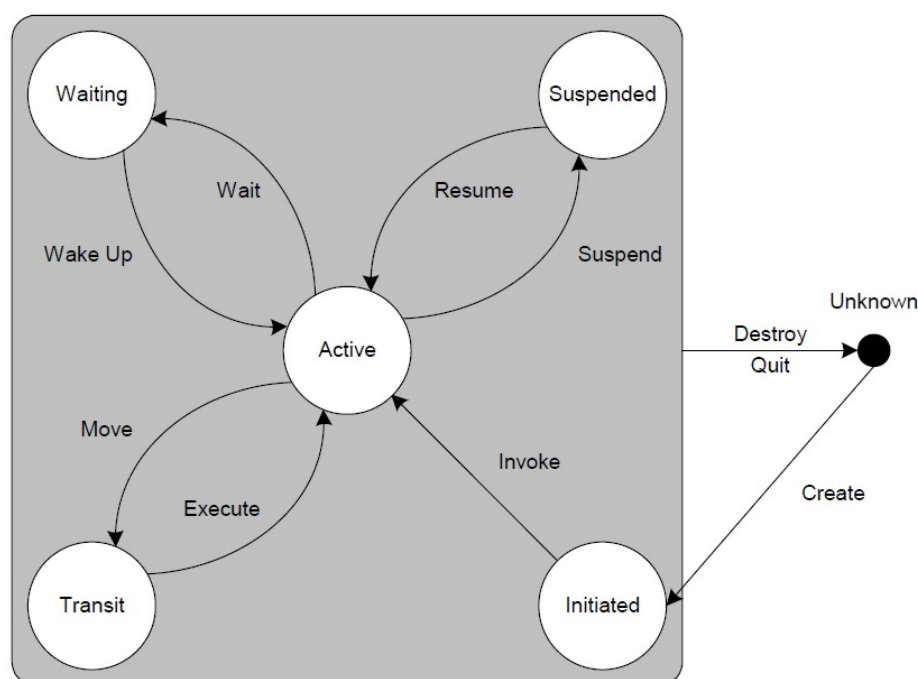 Waiting
Suspended
Wait
Resume
Wake Up
Suspend
Unknown
Destroy
Active
Quit
Move
Invoke
Execute
Create
Transit
Initiated